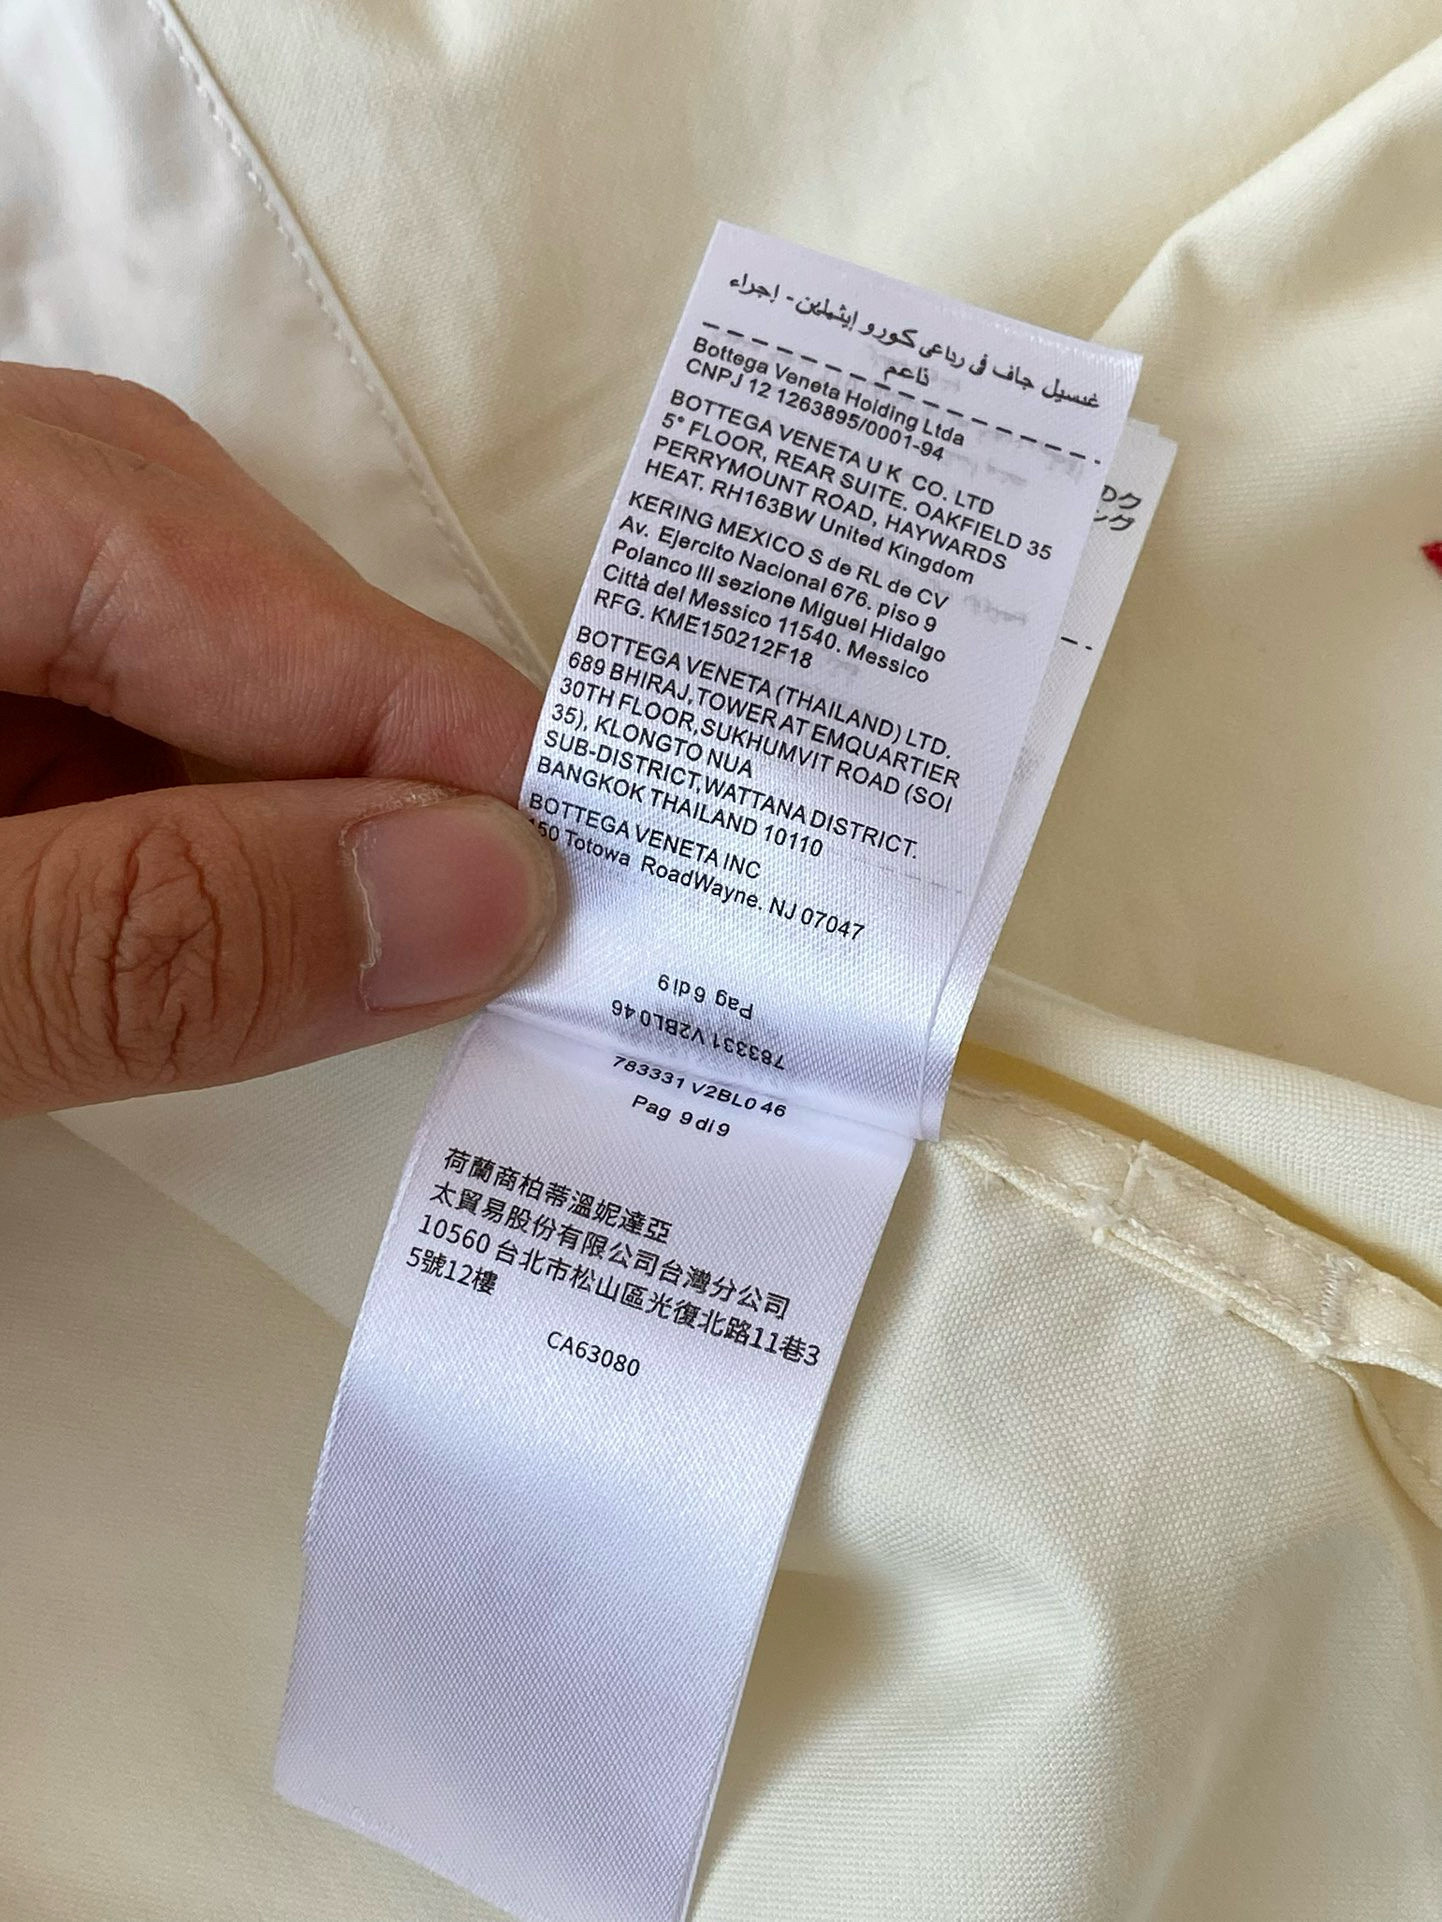 غسيل جاف في رباعي كورو إيثيلين - إجراء
ناعم
Bottega Veneta Holding Ltda
CNPJ 12 1263895/0001-94
BOTTEGA VENETA U K CO. LTD
5° FLOOR, REAR SUITE. OAKFIELD 35
PERRYMOUNT ROAD, HAYWARDS
HEAT. RH163BW United Kingdom
KERING MEXICO S de RL de CV
Av. Ejercito Nacional 676. piso 9
Polanco III sezione Miguel Hidalgo
Città del Messico 11540. Messico
RFG. KME150212F18
BOTTEGA VENETA (THAILAND) LTD.
689 BHIRAJ,TOWER AT EMQUARTIER
30TH FLOOR,SUKHUMVIT ROAD (SOI
35), KLONGTO NUA
SUB-DISTRICT,WATTANA DISTRICT.
BANGKOK THAILAND 10110
BOTTEGA VENETA INC
150 Totowa RoadWayne. NJ 07047
Pag 6 di 9
783331 V2BL0 46
783331 V2BL0 46
Pag 9 di 9
荷蘭商柏蒂溫妮達亞
太貿易股份有限公司台灣分公司
10560 台北市松山區光復北路11巷3
5號12樓
CA63080